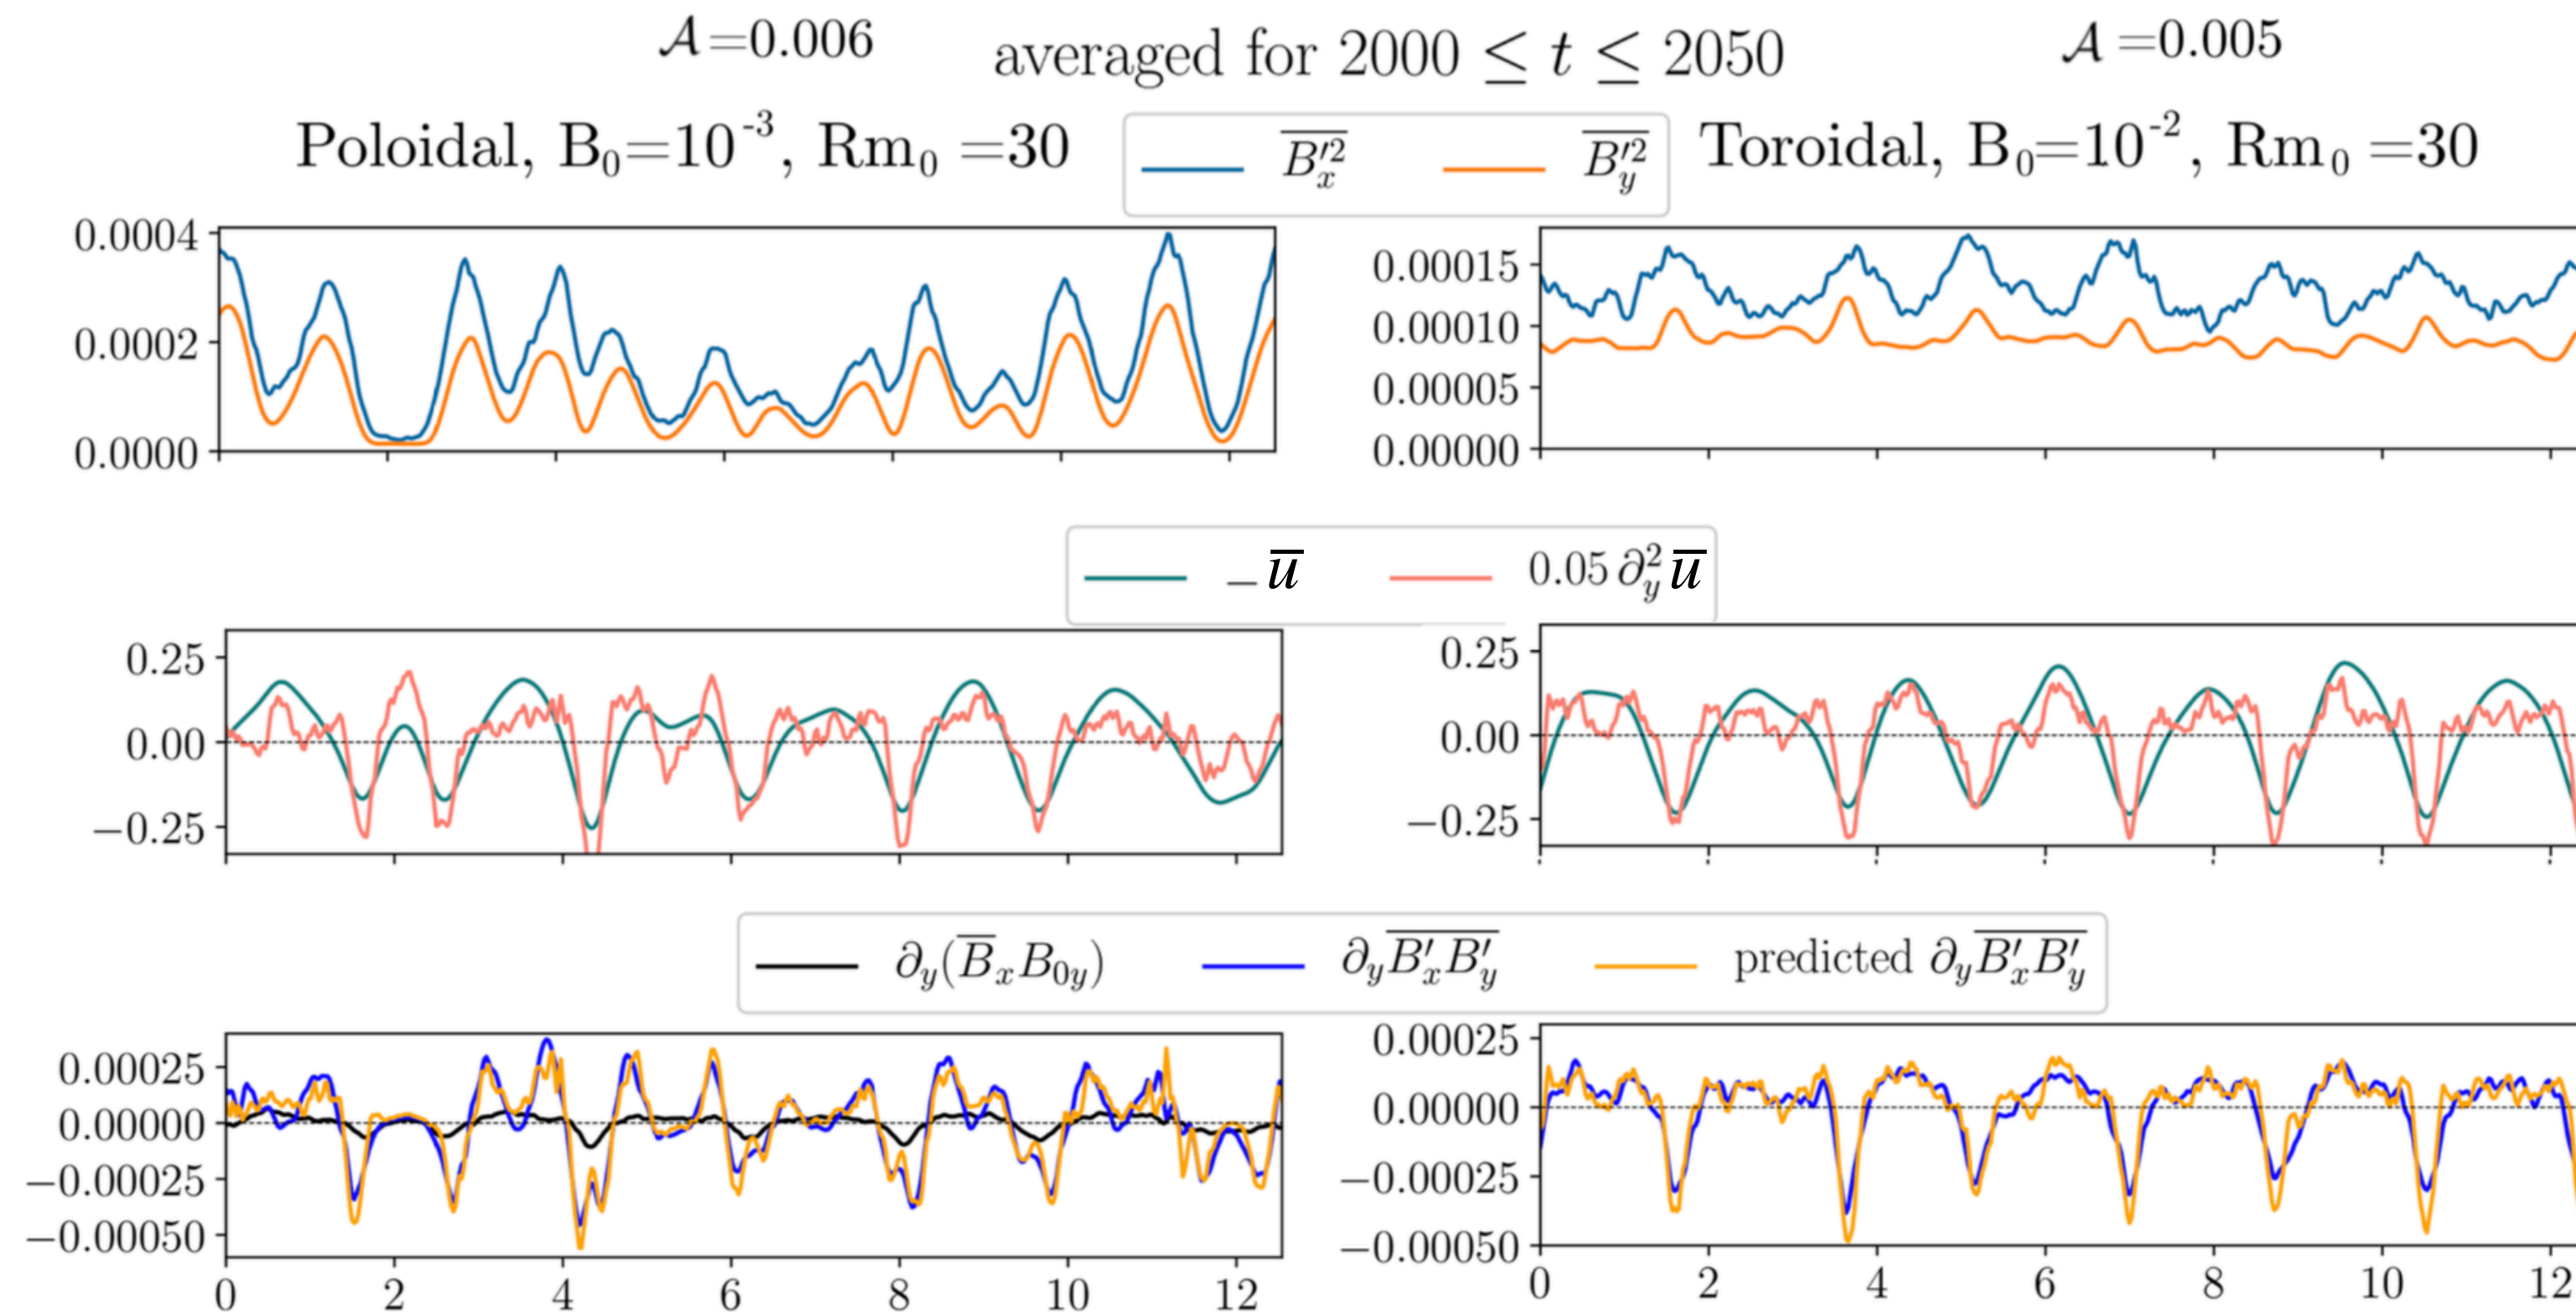 𝒜=0.006
averaged for 2000 ≤ t ≤ 2050
𝒜=0.005
Poloidal, B₀=10⁻³, Rm₀ =30
Toroidal, B₀=10⁻², Rm₀ =30
$\overline{B_x'^2}$ $\overline{B_y'^2}$
0.0004
0.0002
0.0000
0.00015
0.00010
0.00005
0.00000
$-\overline{u}$ $0.05\,\partial_y^2\,\overline{u}$
0.25
0.00
−0.25
0.25
0.00
−0.25
$\partial_y(\overline{B}_x B_{0y})$ $\partial_y\overline{B_x'B_y'}$ predicted $\partial_y\overline{B_x'B_y'}$
0.00025
0.00000
−0.00025
−0.00050
0 2 4 6 8 10 12
0.00025
0.00000
−0.00025
−0.00050
0 2 4 6 8 10 12